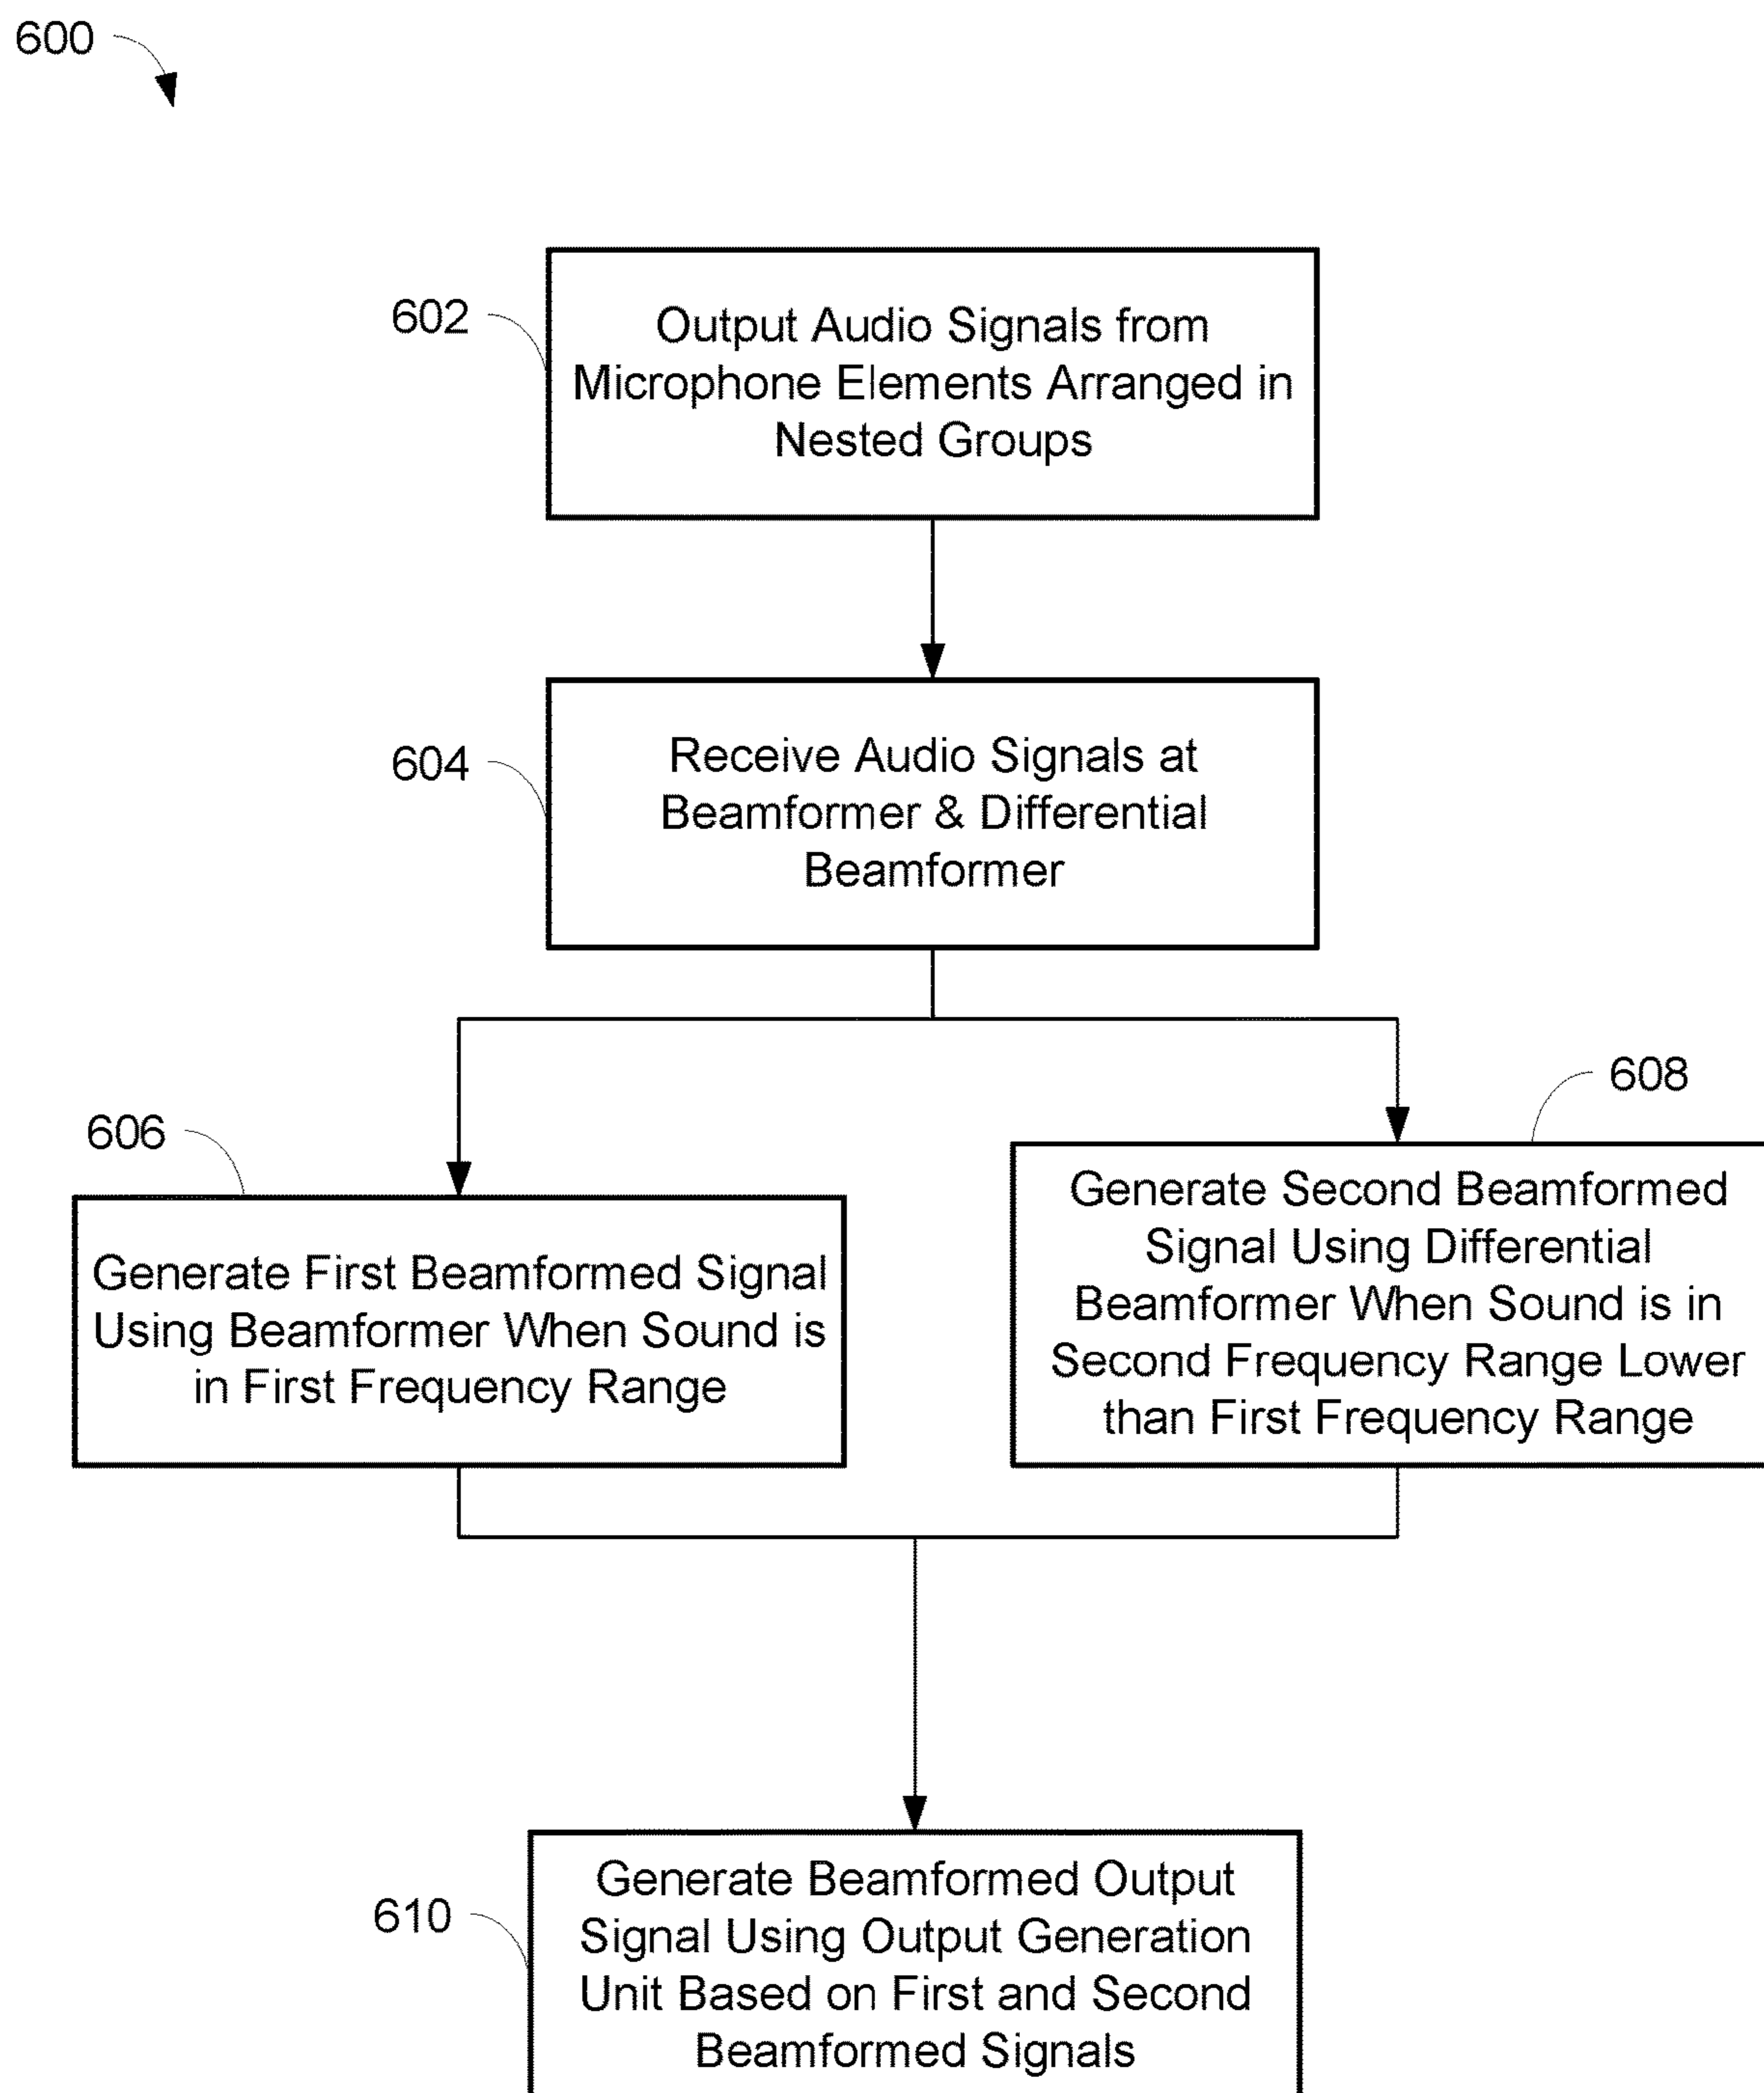 600
602
Output Audio Signals from
Microphone Elements Arranged in
Nested Groups
604
Receive Audio Signals at
Beamformer & Differential
Beamformer
606
Generate First Beamformed Signal
Using Beamformer When Sound is
in First Frequency Range
608
Generate Second Beamformed
Signal Using Differential
Beamformer When Sound is in
Second Frequency Range Lower
than First Frequency Range
610
Generate Beamformed Output
Signal Using Output Generation
Unit Based on First and Second
Beamformed Signals